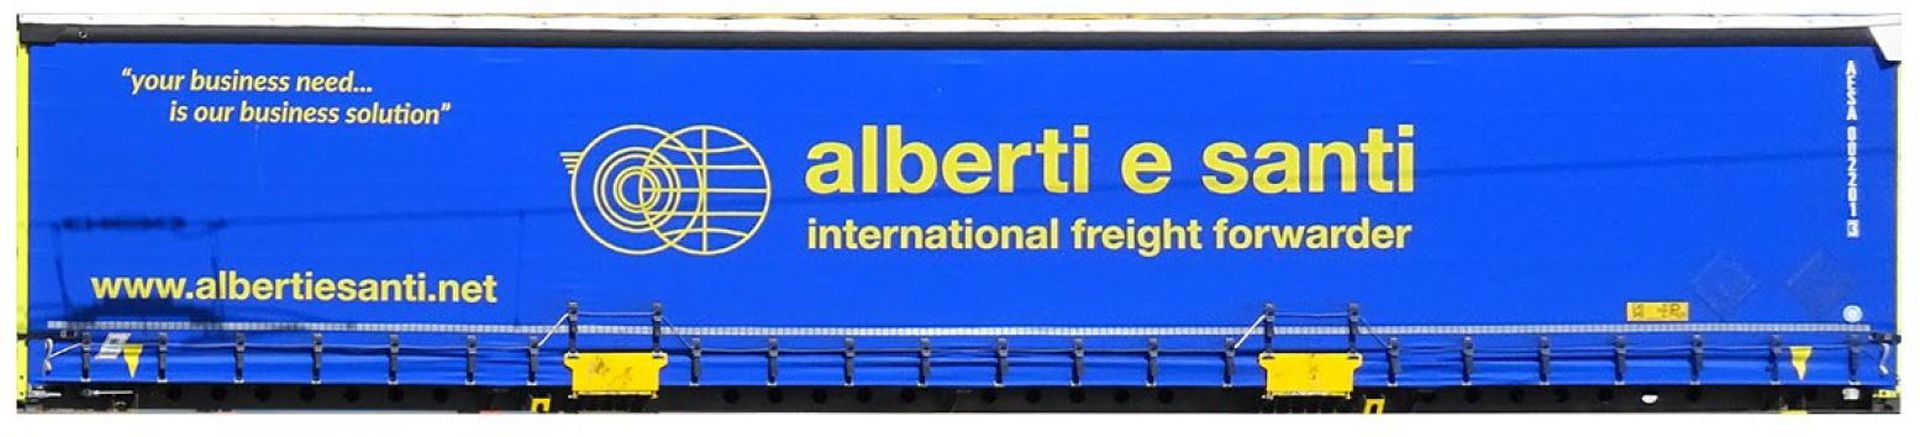 "your business need...
is our business solution"
alberti e santi
international freight forwarder
www.albertiesanti.net
AESA 002201 3